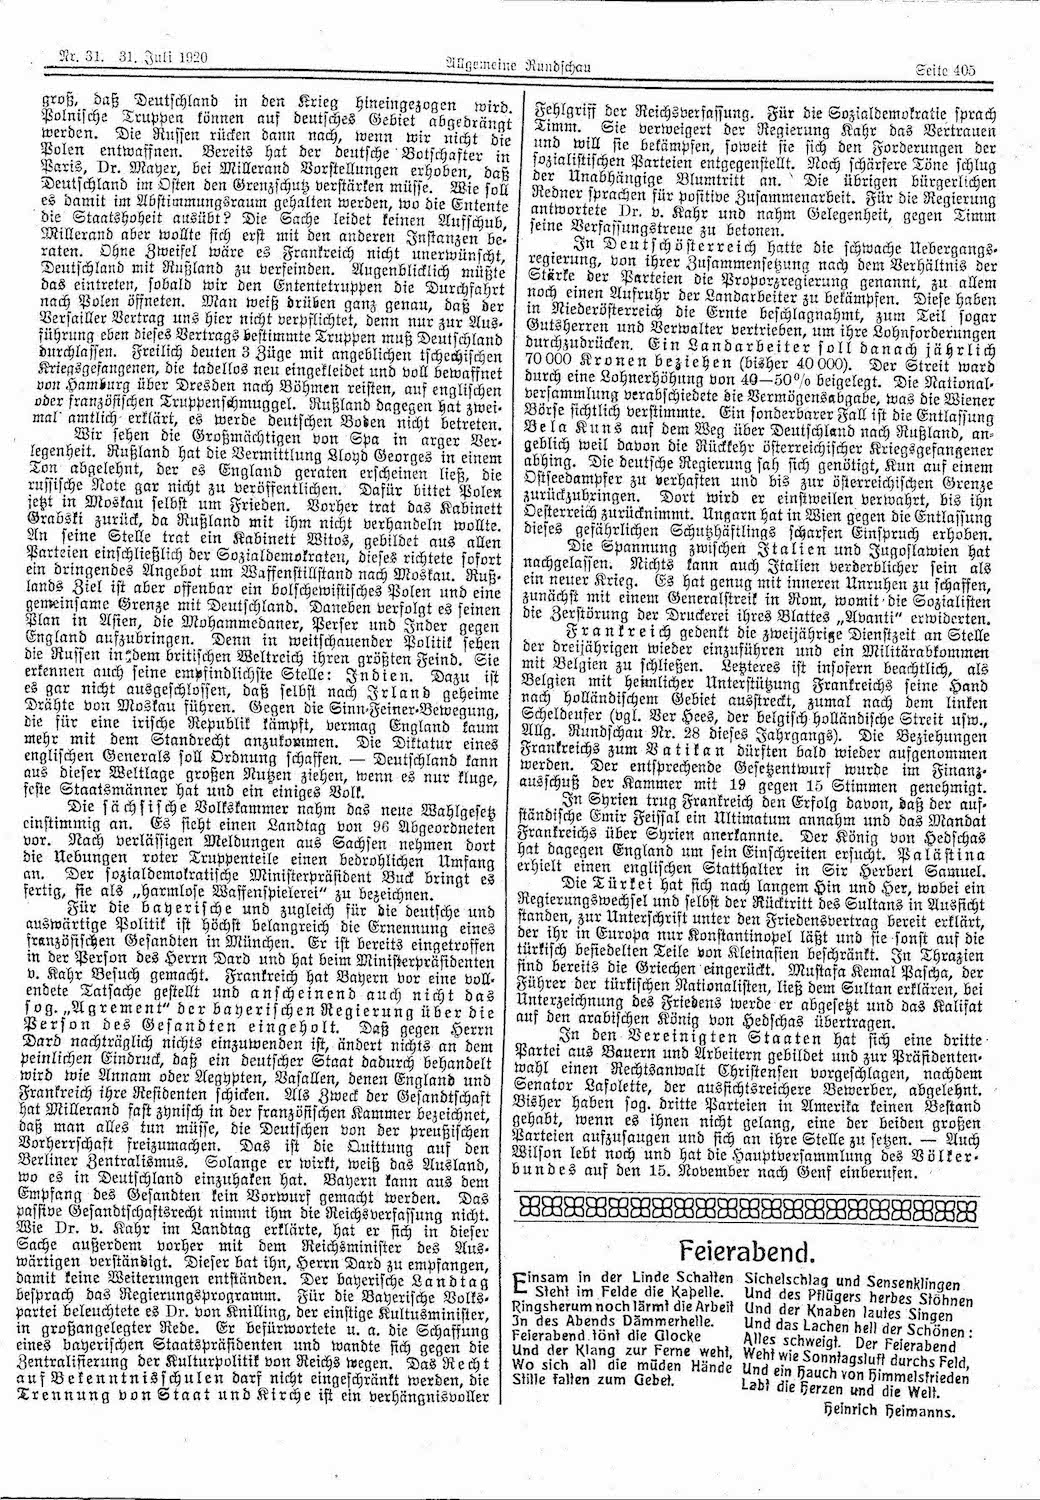 Nr. 31. 31. Juli 1920
Allgemeine Rundschau
Seite 405
groß, daß Deutschland in den Krieg hineingezogen wird.
Polnische Truppen können auf deutsches Gebiet abgedrängt
werden. Die Russen rücken dann nach, wenn wir nicht die
Polen entwaffnen. Bereits hat der deutsche Botschafter in
Paris, Dr. Mayer, bei Millerand Vorstellungen erhoben, daß
Deutschland im Osten den Grenzschutz verstärken müsse. Wie soll
es damit im Abstimmungsraum gehalten werden, wo die Entente
die Staatshoheit ausübt? Die Sache leidet keinen Aufschub,
Millerand aber wollte sich erst mit den anderen Instanzen be-
raten. Ohne Zweifel wäre es Frankreich nicht unerwünscht,
Deutschland mit Rußland zu verfeinden. Augenblicklich müßte
das eintreten, sobald wir den Ententetruppen die Durchfahrt
nach Polen öffneten. Man weiß drüben ganz genau, daß der
Versailler Vertrag uns hier nicht verpflichtet, denn nur zur Aus-
führung eben dieses Vertrags bestimmte Truppen muß Deutschland
durchlassen. Freilich deuten 3 Züge mit angeblichen tschechischen
Kriegsgefangenen, die tadellos neu eingekleidet und voll bewaffnet
von Hamburg über Dresden nach Böhmen reisten, auf englischen
oder französischen Truppenschmuggel. Rußland dagegen hat zwei-
mal amtlich erklärt, es werde deutschen Boden nicht betreten.
Wir sehen die Großmächtigen von Spa in arger Ver-
legenheit. Rußland hat die Vermittlung Lloyd Georges in einem
Ton abgelehnt, der es England geraten erscheinen ließ, die
russische Note gar nicht zu veröffentlichen. Dafür bittet Polen
jetzt in Moskau selbst um Frieden. Vorher trat das Kabinett
Grabski zurück, da Rußland mit ihm nicht verhandeln wollte.
An seine Stelle trat ein Kabinett Witos, gebildet aus allen
Parteien einschließlich der Sozialdemokraten, dieses richtete sofort
ein dringendes Angebot um Waffenstillstand nach Moskau. Ruß-
lands Ziel ist aber offenbar ein bolschewistisches Polen und eine
gemeinsame Grenze mit Deutschland. Daneben verfolgt es seinen
Plan in Asien, die Mohammedaner, Perser und Inder gegen
England aufzubringen. Denn in weitschauender Politik sehen
die Russen in dem britischen Weltreich ihren größten Feind. Sie
erkennen auch seine empfindlichste Stelle: Indien. Dazu ist
es gar nicht ausgeschlossen, daß selbst nach Irland geheime
Drähte von Moskau führen. Gegen die Sinn-Feiner-Bewegung,
die für eine irische Republik kämpft, vermag England kaum
mehr mit dem Standrecht anzukommen. Die Diktatur eines
englischen Generals soll Ordnung schaffen. — Deutschland kann
aus dieser Weltlage großen Nutzen ziehen, wenn es nur kluge,
feste Staatsmänner hat und ein einiges Volk.
Die sächsische Volkskammer nahm das neue Wahlgesetz
einstimmig an. Es sieht einen Landtag von 96 Abgeordneten
vor. Nach verlässigen Meldungen aus Sachsen nehmen dort
die Uebungen roter Truppenteile einen bedrohlichen Umfang
an. Der sozialdemokratische Ministerpräsident Buck bringt es
fertig, sie als „harmlose Waffenspielerei“ zu bezeichnen.
Für die bayerische und zugleich für die deutsche und
auswärtige Politik ist höchst belangreich die Ernennung eines
französischen Gesandten in München. Er ist bereits eingetroffen
in der Person des Herrn Dard und hat beim Ministerpräsidenten
v. Kahr Besuch gemacht. Frankreich hat Bayern vor eine voll-
endete Tatsache gestellt und anscheinend auch nicht das
sog. „Agrement“ der bayerischen Regierung über die
Person des Gesandten eingeholt. Daß gegen Herrn
Dard nachträglich nichts einzuwenden ist, ändert nichts an dem
peinlichen Eindruck, daß ein deutscher Staat dadurch behandelt
wird wie Annam oder Aegypten, Vasallen, denen England und
Frankreich ihre Residenten schicken. Als Zweck der Gesandtschaft
hat Millerand fast zynisch in der französischen Kammer bezeichnet,
daß man alles tun müsse, die Deutschen von der preußischen
Vorherrschaft freizumachen. Das ist die Quittung auf den
Berliner Zentralismus. Solange er wirkt, weiß das Ausland,
wo es in Deutschland einzuhaken hat. Bayern kann aus dem
Empfang des Gesandten kein Vorwurf gemacht werden. Das
passive Gesandtschaftsrecht nimmt ihm die Reichsverfassung nicht.
Wie Dr. v. Kahr im Landtag erklärte, hat er sich in dieser
Sache außerdem vorher mit dem Reichsminister des Aus-
wärtigen verständigt. Dieser bat ihn, Herrn Dard zu empfangen,
damit keine Weiterungen entständen. Der bayerische Landtag
besprach das Regierungsprogramm. Für die Bayerische Volks-
partei beleuchtete es Dr. von Knilling, der einstige Kultusminister,
in großangelegter Rede. Er befürwortete u. a. die Schaffung
eines bayerischen Staatspräsidenten und wandte sich gegen die
Zentralisierung der Kulturpolitik von Reichs wegen. Das Recht
auf Bekenntnisschulen darf nicht eingeschränkt werden, die
Trennung von Staat und Kirche ist ein verhängnisvoller
Fehlgriff der Reichsverfassung. Für die Sozialdemokratie sprach
Timm. Sie verweigert der Regierung Kahr das Vertrauen
und will sie bekämpfen, soweit sie sich den Forderungen der
sozialistischen Parteien entgegenstellt. Noch schärfere Töne schlug
der Unabhängige Blumtritt an. Die übrigen bürgerlichen
Redner sprachen für positive Zusammenarbeit. Für die Regierung
antwortete Dr. v. Kahr und nahm Gelegenheit, gegen Timm
seine Verfassungstreue zu betonen.
In Deutschösterreich hatte die schwache Uebergangs-
regierung, von ihrer Zusammensetzung nach dem Verhältnis der
Stärke der Parteien die Proporzregierung genannt, zu allem
noch einen Aufruhr der Landarbeiter zu bekämpfen. Diese haben
in Niederösterreich die Ernte beschlagnahmt, zum Teil sogar
Gutsherren und Verwalter vertrieben, um ihre Lohnforderungen
durchzudrücken. Ein Landarbeiter soll danach jährlich
70 000 Kronen beziehen (bisher 40 000). Der Streit ward
durch eine Lohnerhöhung von 40—50% beigelegt. Die National-
versammlung verabschiedete die Vermögensabgabe, was die Wiener
Börse sichtlich verstimmte. Ein sonderbarer Fall ist die Entlassung
Bela Kuns auf dem Weg über Deutschland nach Rußland, an-
geblich weil davon die Rückkehr österreichischer Kriegsgefangener
abhing. Die deutsche Regierung sah sich genötigt, Kun auf einem
Ostseedampfer zu verhaften und bis zur österreichischen Grenze
zurückzubringen. Dort wird er einstweilen verwahrt, bis ihn
Oesterreich zurücknimmt. Ungarn hat in Wien gegen die Entlassung
dieses gefährlichen Schutzhäftlings scharfen Einspruch erhoben.
Die Spannung zwischen Italien und Jugoslawien hat
nachgelassen. Nichts kann auch Italien verderblicher sein als
ein neuer Krieg. Es hat genug mit inneren Unruhen zu schaffen,
zunächst mit einem Generalstreik in Rom, womit die Sozialisten
die Zerstörung der Druckerei ihres Blattes „Avanti“ erwiderten.
Frankreich gedenkt die zweijährige Dienstzeit an Stelle
der dreijährigen wieder einzuführen und ein Militärabkommen
mit Belgien zu schließen. Letzteres ist insofern beachtlich, als
Belgien mit heimlicher Unterstützung Frankreichs seine Hand
nach holländischem Gebiet ausstreckt, zumal nach dem linken
Scheldeufer (vgl. Ver Hees, der belgisch holländische Streit usw.,
Allg. Rundschau Nr. 28 dieses Jahrgangs). Die Beziehungen
Frankreichs zum Vatikan dürften bald wieder aufgenommen
werden. Der entsprechende Gesetzentwurf wurde im Finanz-
ausschuß der Kammer mit 19 gegen 15 Stimmen genehmigt.
In Syrien trug Frankreich den Erfolg davon, daß der auf-
ständische Emir Feissal ein Ultimatum annahm und das Mandat
Frankreichs über Syrien anerkannte. Der König von Hedschas
hat dagegen England um sein Einschreiten ersucht. Palästina
erhielt einen englischen Statthalter in Sir Herbert Samuel.
Die Türkei hat sich nach langem Hin und Her, wobei ein
Regierungswechsel und selbst der Rücktritt des Sultans in Aussicht
standen, zur Unterschrift unter den Friedensvertrag bereit erklärt,
der ihr in Europa nur Konstantinopel läßt und sie sonst auf die
türkisch besiedelten Teile von Kleinasien beschränkt. In Thrazien
sind bereits die Griechen eingerückt. Mustafa Kemal Pascha, der
Führer der türkischen Nationalisten, ließ dem Sultan erklären, bei
Unterzeichnung des Friedens werde er abgesetzt und das Kalifat
auf den arabischen König von Hedschas übertragen.
In den Vereinigten Staaten hat sich eine dritte
Partei aus Bauern und Arbeitern gebildet und zur Präsidenten-
wahl einen Rechtsanwalt Christensen vorgeschlagen, nachdem
Senator Lafolette, der aussichtsreichere Bewerber, abgelehnt.
Bisher haben sog. dritte Parteien in Amerika keinen Bestand
gehabt, wenn es ihnen nicht gelang, eine der beiden großen
Parteien aufzusaugen und sich an ihre Stelle zu setzen. — Auch
Wilson lebt noch und hat die Hauptversammlung des Völker-
bundes auf den 15. November nach Genf einberufen.
Feierabend.
Einsam in der Linde Schatten
Steht im Felde die Kapelle.
Ringsherum noch lärmt die Arbeit
In des Abends Dämmerhelle.
Feierabend tönt die Glocke
Und der Klang zur Ferne weht,
Wo sich all die müden Hände
Stille falten zum Gebet.
Sichelschlag und Sensenklingen
Und des Pflügers herbes Stöhnen
Und der Knaben lautes Singen
Und das Lachen hell der Schönen:
Alles schweigt. Der Feierabend
Weht wie Sonntagsluft durchs Feld,
Und ein Hauch von Himmelsfrieden
Labt die Herzen und die Welt.
Heinrich Heimanns.